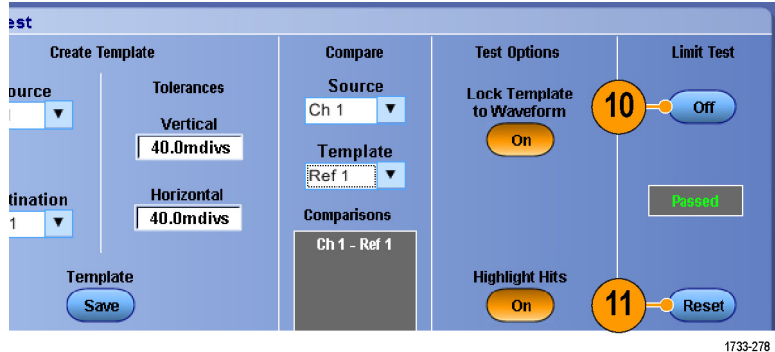 est
Create Template
Compare
Test Options
Limit Test
ource
Tolerances
Source
Lock Template
to Waveform
10
Off
Ch 1
Vertical
On
40.0mdivs
Template
Ref 1
tination
Horizontal
Passed
1
40.0mdivs
Comparisons
Ch 1 - Ref 1
Template
Highlight Hits
Save
On
11
Reset
1733-278